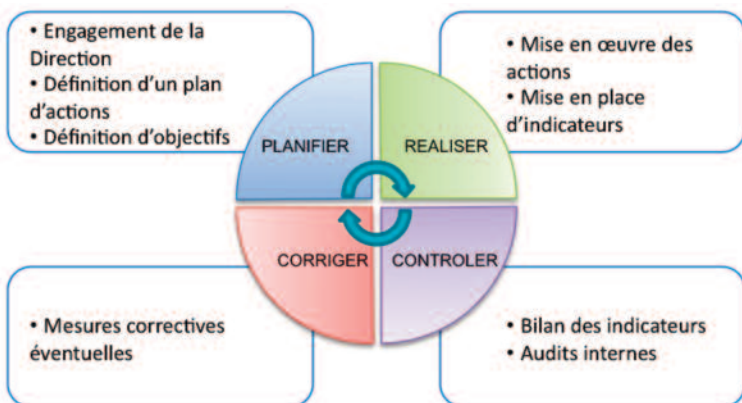 • Engagement de la
Direction
• Définition d'un plan
d'actions
• Définition d'objectifs
• Mise en œuvre des
actions
• Mise en place
d'indicateurs
PLANIFIER
REALISER
CORRIGER
CONTROLER
• Mesures correctives
éventuelles
• Bilan des indicateurs
• Audits internes